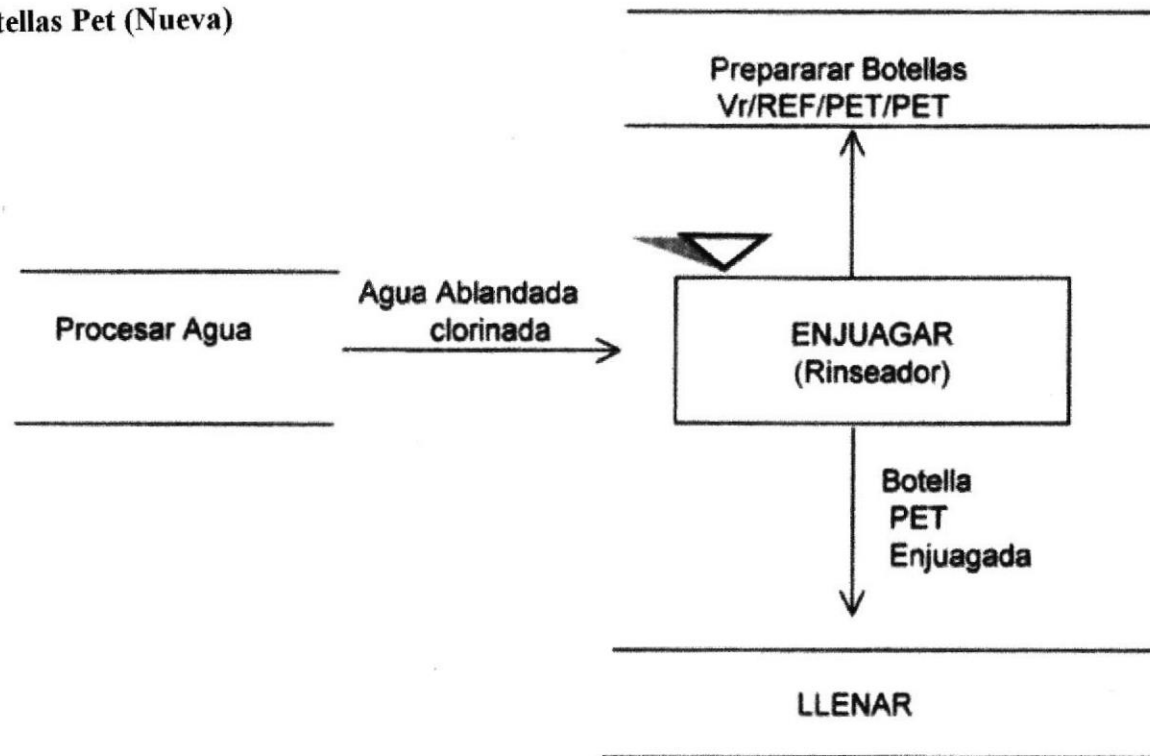 tellas Pet (Nueva)
Prepararar Botellas
Vr/REF/PET/PET
Agua Ablandada
clorinada
Procesar Agua
ENJUAGAR
(Rinseador)
Botella
PET
Enjuagada
LLENAR